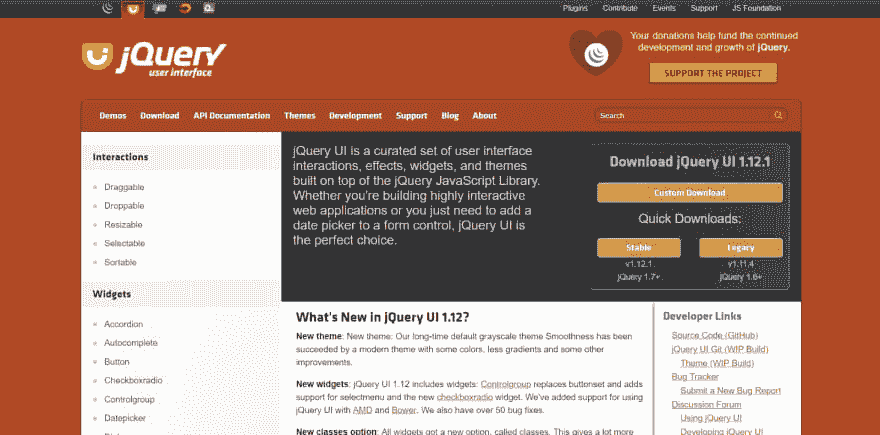 Plugins Contribute Events Support JS Foundation
jQuery
user interface
Your donations help fund the continued
development and growth of jQuery.
SUPPORT THE PROJECT
Demos Download API Documentation Themes Development Support Blog About
Search
Interactions
Draggable
Droppable
Resizable
Selectable
Sortable
Widgets
Accordion
Autocomplete
Button
Checkboxradio
Controlgroup
Datepicker
jQuery UI is a curated set of user interface
interactions, effects, widgets, and themes
built on top of the jQuery JavaScript Library.
Whether you're building highly interactive
web applications or you just need to add a
date picker to a form control, jQuery UI is
the perfect choice.
Download jQuery UI 1.12.1
Custom Download
Quick Downloads:
Stable Legacy
v1.12.1 v1.11.4
jQuery 1.7+ jQuery 1.6+
What's New in jQuery UI 1.12?
New theme: New theme: Our long-time default grayscale theme Smoothness has been
succeeded by a modern theme with some colors, less gradients and some other
improvements.
New widgets: jQuery UI 1.12 includes widgets: Controlgroup replaces buttonset and adds
support for selectmenu and the new checkboxradio widget. We've added support for using
jQuery UI with AMD and Bower. We also have over 50 bug fixes.
New classes option: All widgets got a new option, called classes. This gives a lot more
Developer Links
Source Code (GitHub)
jQuery UI Git (WIP Build)
Theme (WIP Build)
Bug Tracker
Submit a New Bug Report
Discussion Forum
Using jQuery UI
Developing jQuery UI